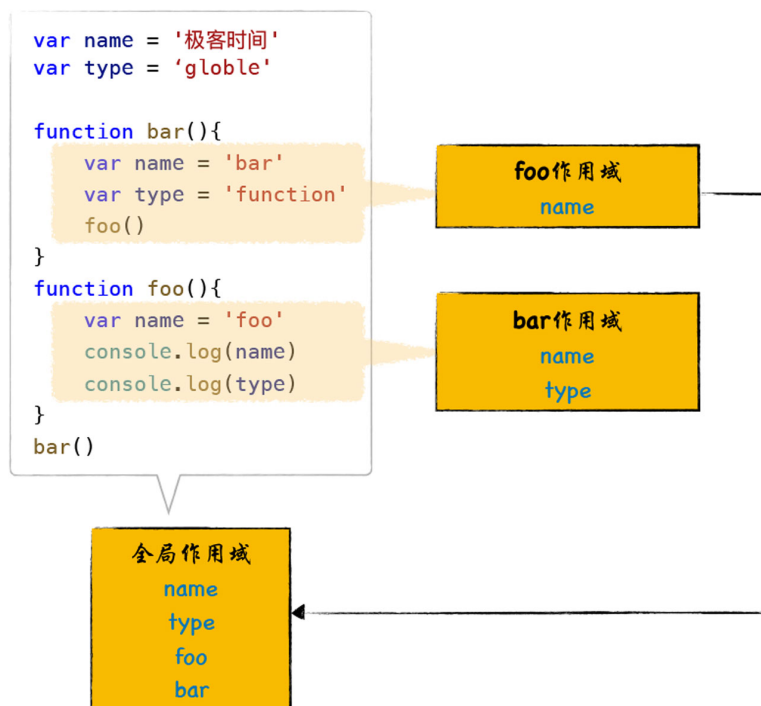 var name = '极客时间'
var type = ‘globle'
function bar(){
var name = 'bar'
var type = 'function'
foo()
}
function foo(){
var name = 'foo'
console.log(name)
console.log(type)
}
bar()
foo作用域
name
bar作用域
name
type
全局作用域
name
type
foo
bar